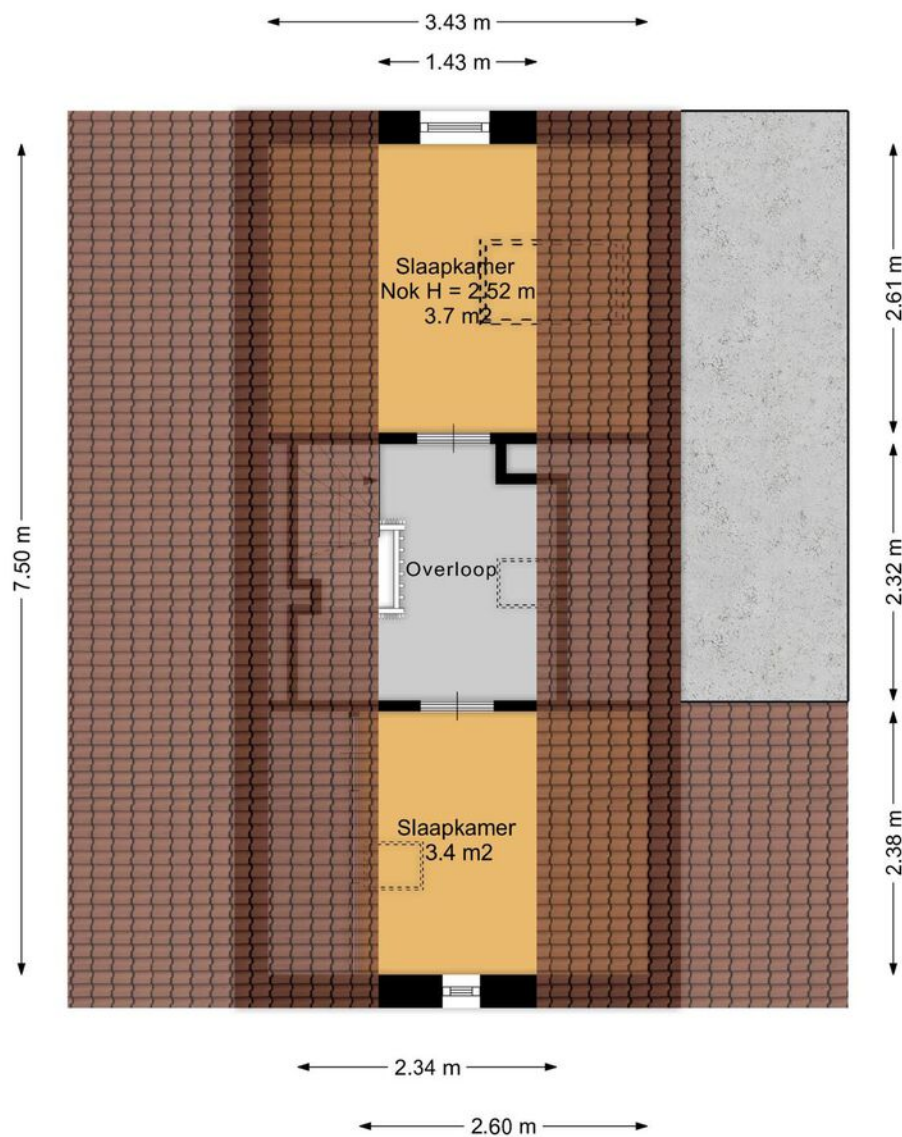 3.43 m
1.43 m
Slaapkamer
Nok H = 2.52 m
3.7 m2
2.61 m
7.50 m
Overloop
2.32 m
Slaapkamer
3.4 m2
2.38 m
2.34 m
2.60 m